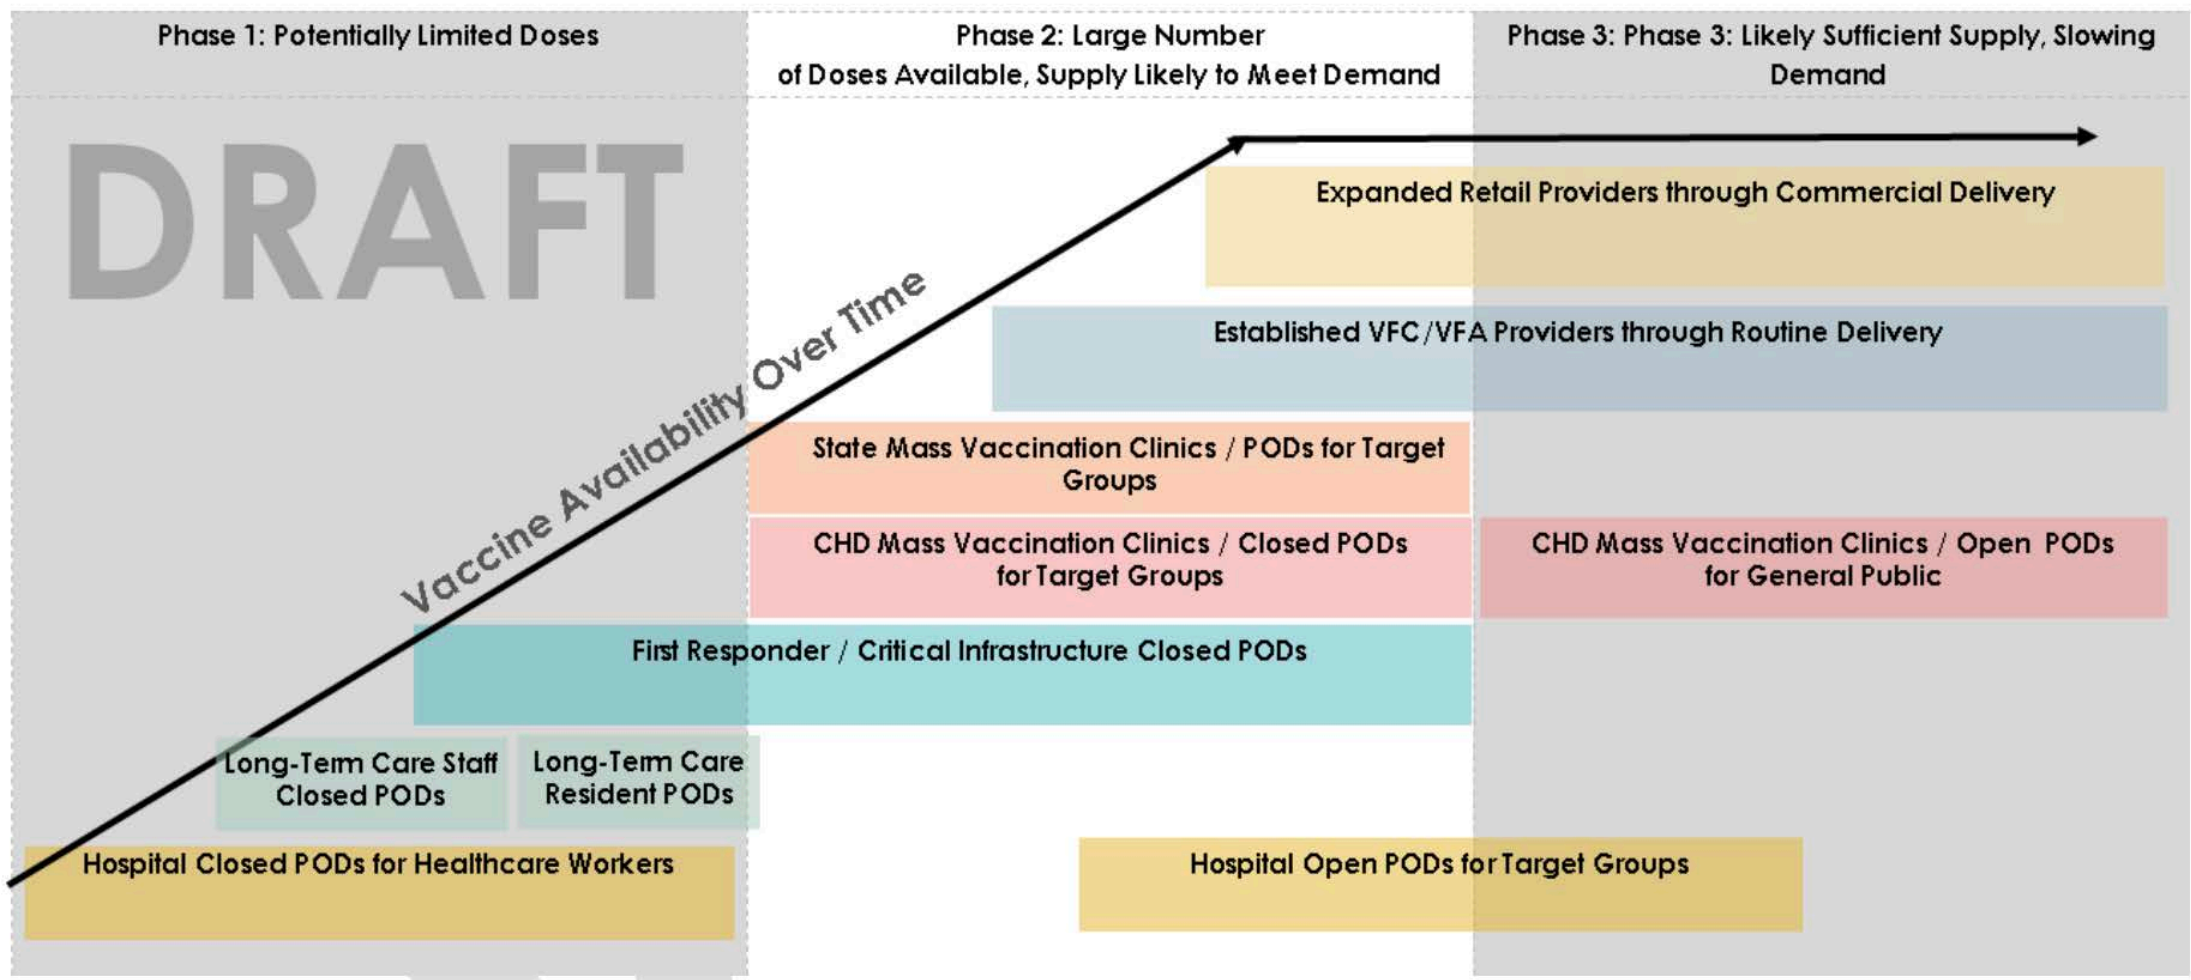 Phase 1: Potentially Limited Doses
Phase 2: Large Number
of Doses Available, Supply Likely to Meet Demand
Phase 3: Phase 3: Likely Sufficient Supply, Slowing
Demand
DRAFT
Vaccine Availability Over Time
Expanded Retail Providers through Commercial Delivery
Established VFC/VFA Providers through Routine Delivery
State Mass Vaccination Clinics / PODs for Target
Groups
CHD Mass Vaccination Clinics / Closed PODs
for Target Groups
CHD Mass Vaccination Clinics / Open PODs
for General Public
First Responder / Critical Infrastructure Closed PODs
Long-Term Care Staff
Closed PODs
Long-Term Care
Resident PODs
Hospital Closed PODs for Healthcare Workers
Hospital Open PODs for Target Groups